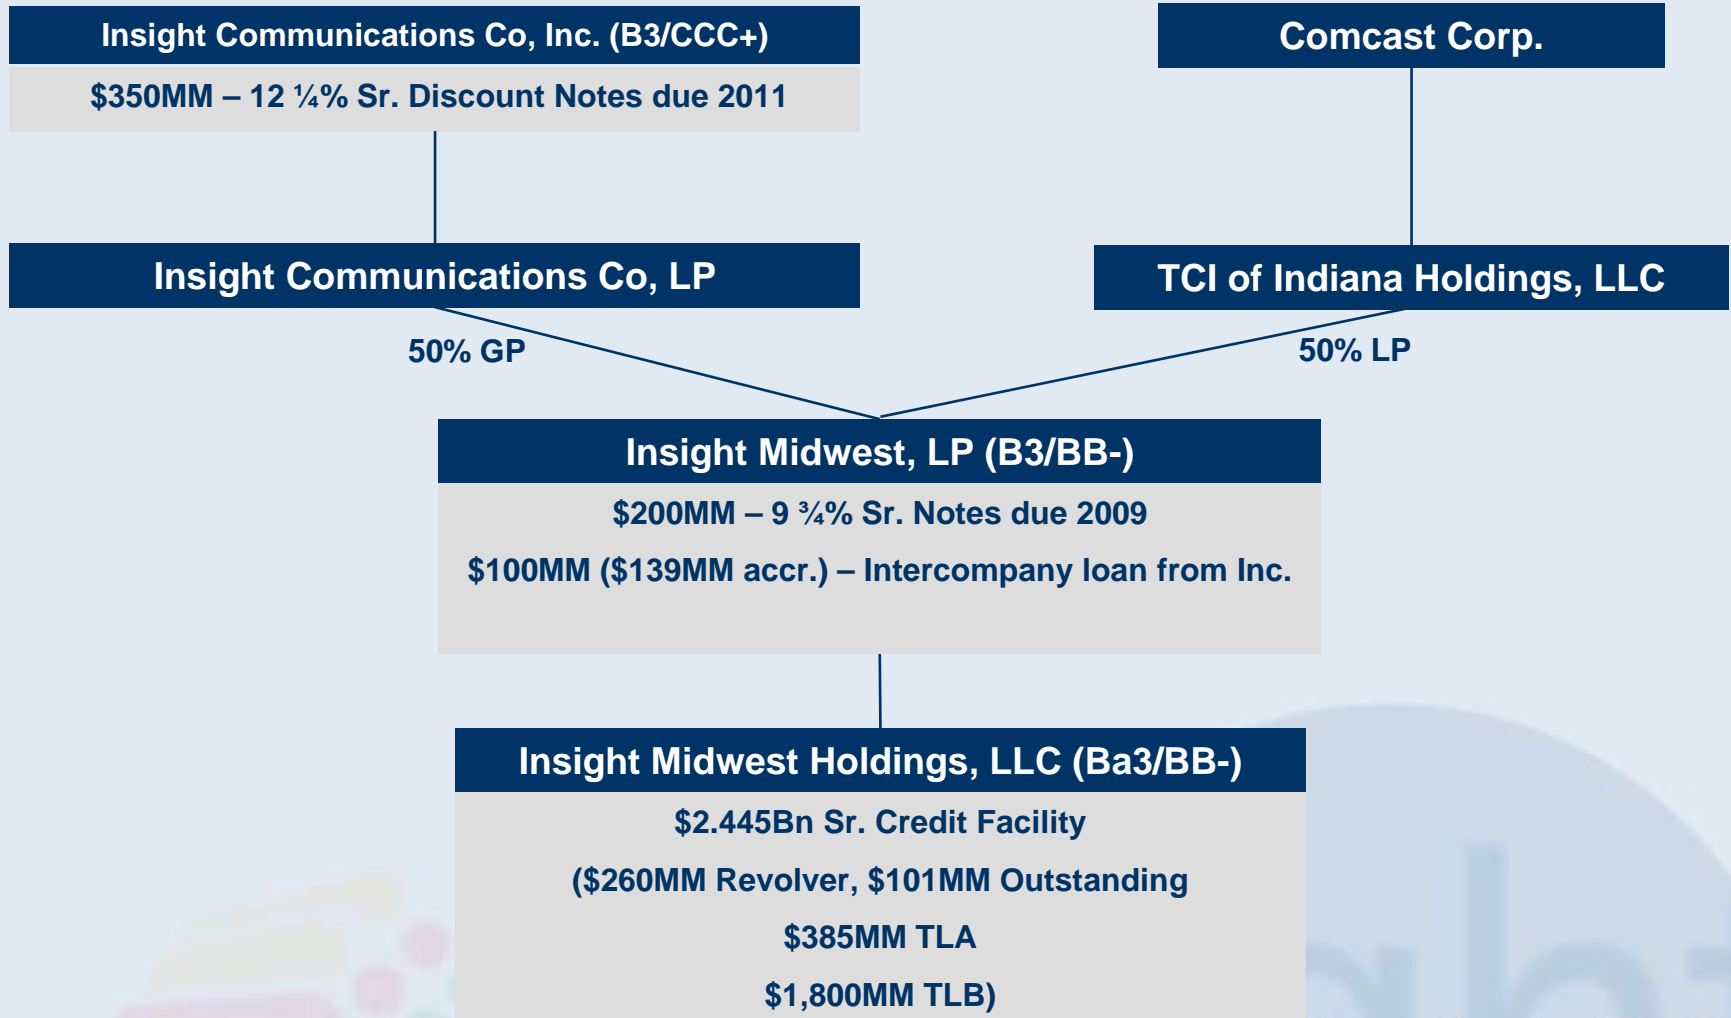 Insight Communications Co, Inc. (B3/CCC+)
$350MM – 12 ¼% Sr. Discount Notes due 2011
Comcast Corp.
Insight Communications Co, LP
TCI of Indiana Holdings, LLC
50% GP
50% LP
Insight Midwest, LP (B3/BB-)
$200MM – 9 ¾% Sr. Notes due 2009
$100MM ($139MM accr.) – Intercompany loan from Inc.
Insight Midwest Holdings, LLC (Ba3/BB-)
$2.445Bn Sr. Credit Facility
($260MM Revolver, $101MM Outstanding
$385MM TLA
$1,800MM TLB)